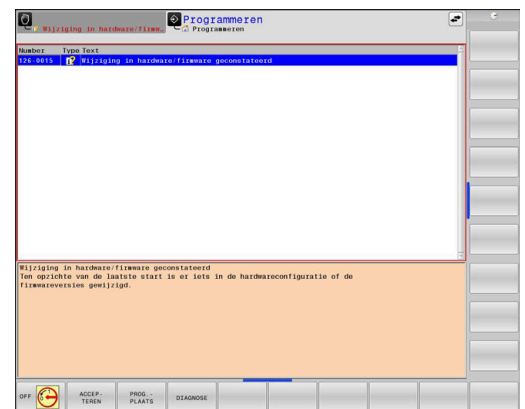 Wijziging in hardware/firmw…
Programmeren
Programmeren
Number Type Text
126-0015 Wijziging in hardware/firmware geconstateerd
Wijziging in hardware/firmware geconstateerd
Ten opzichte van de laatste start is er iets in de hardwareconfiguratie of de
firmwareversies gewijzigd.
OFF
ACCEP-
TEREN
PROG.-
PLAATS
DIAGNOSE